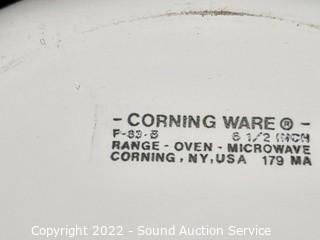 - CORNING WARE® -
F-83-B 6 1/2 INCH
RANGE - OVEN - MICROWAVE
CORNING, NY, USA 179 MA
Copyright 2022 - Sound Auction Service